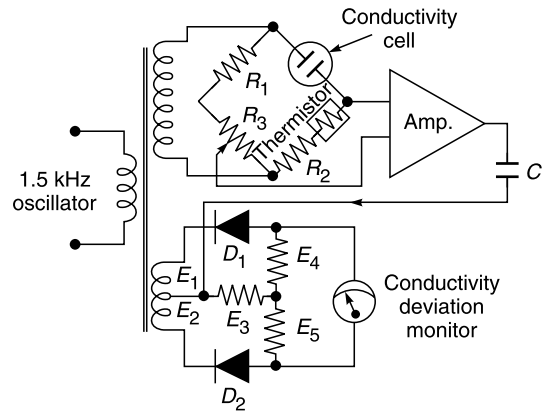 Conductivity
cell
R1
R3
Thermistor
R2
Amp.
C
1.5 kHz
oscillator
D1
E1
E2
E3
E4
E5
D2
Conductivity
deviation
monitor